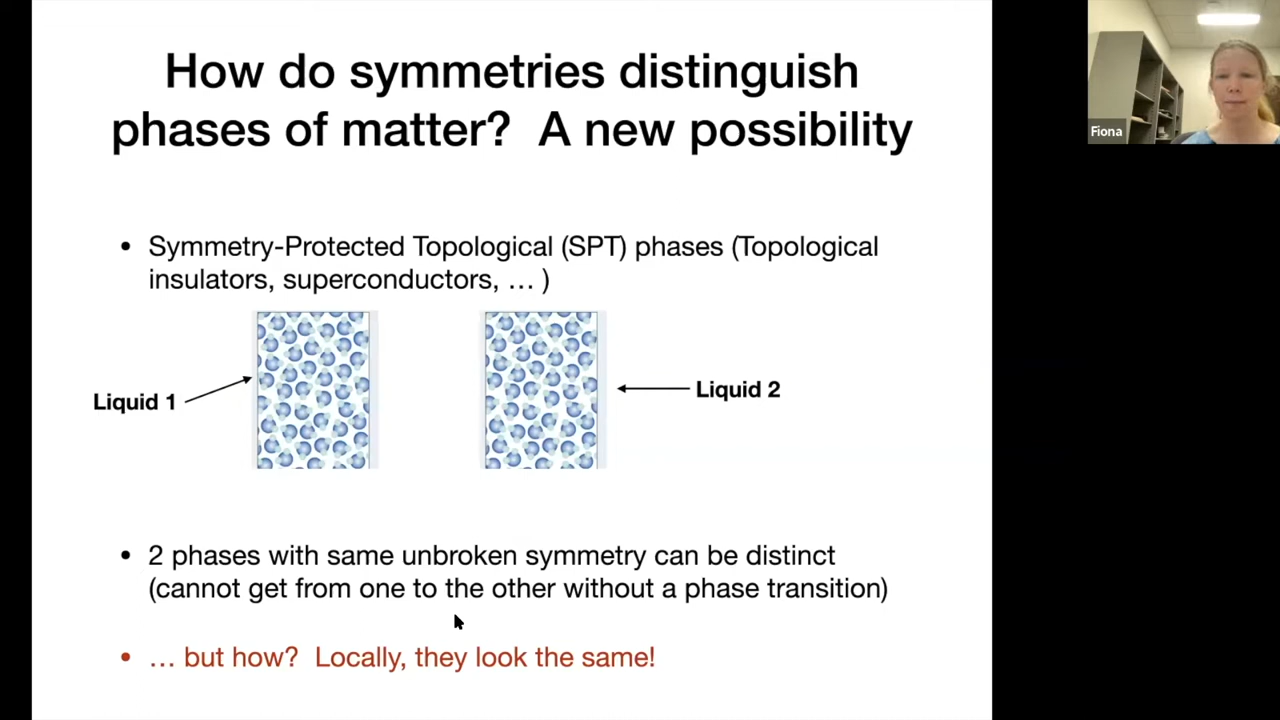 How do symmetries distinguish
phases of matter?  A new possibility
• Symmetry-Protected Topological (SPT) phases (Topological
insulators, superconductors, … )
Liquid 1
Liquid 2
• 2 phases with same unbroken symmetry can be distinct
(cannot get from one to the other without a phase transition)
• … but how?  Locally, they look the same!
Fiona